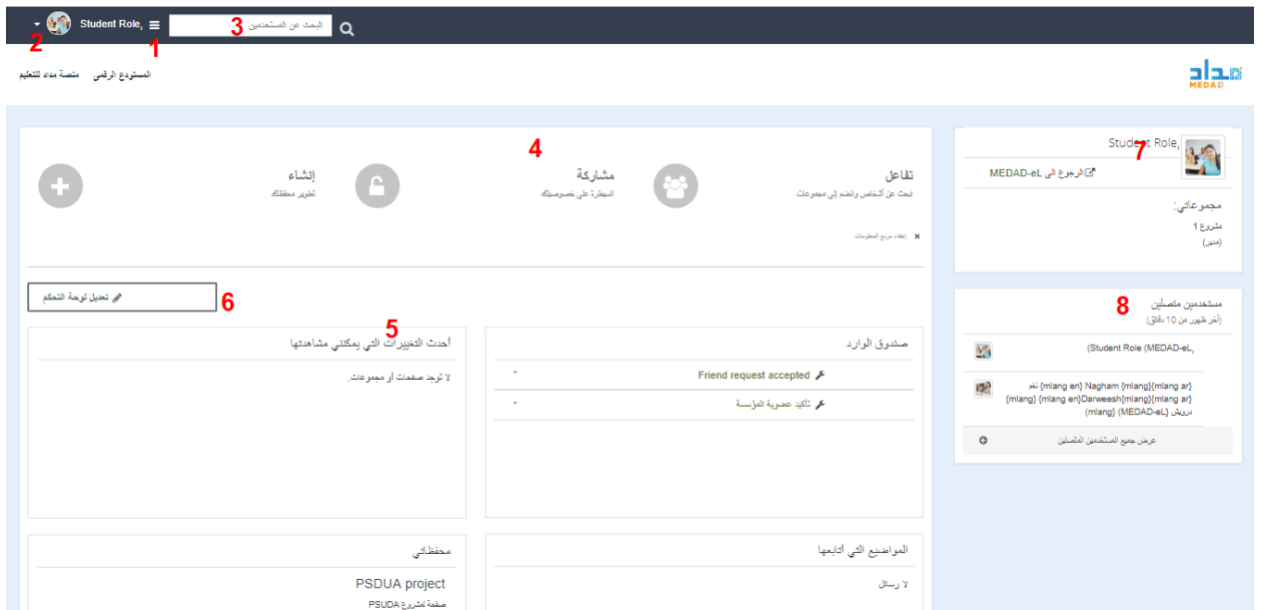 Student Role,
البحث عن المستخدمين
1
2
3
المستودع الرقمي
منصة مداد للتعليم
مداد
MEDAD
4
تفاعل
ابحث عن أشخاص وانضم إلى مجموعات
مشاركة
السيطرة على خصوصيتك
إنشاء
تطوير محفظتك
إخفاء مربع المعلومات
تعديل لوحة التحكم
6
5
صندوق الوارد
Friend request accepted
تأكيد عضوية المؤسسة
أحدث التغييرات التي يمكنني مشاهدتها
لا توجد صفحات أو مجموعات.
المواضيع التي أتابعها
لا رسائل
محفظاتي
PSDUA project
صفحة لمشروع PSUDA
Student Role,
7
الرجوع الى MEDAD-eL
مجموعاتي:
مشروع 1
(مدير)
8
مستخدمين متصلين
(آخر ظهور من 10 دقائق)
(Student Role (MEDAD-eL,
{mlang en} Nagham {mlang}{mlang ar} نغم
{mlang} {mlang en}Darweesh{mlang}{mlang ar}
درويش {mlang} (MEDAD-eL)
عرض جميع المستخدمين المتصلين